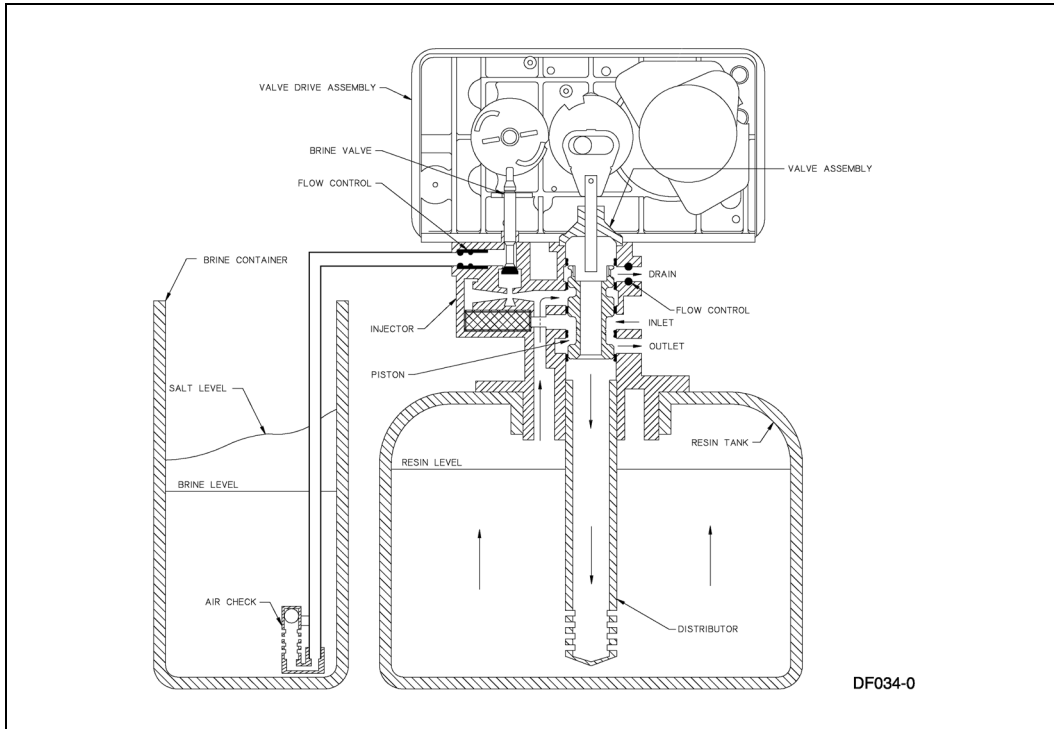 VALVE DRIVE ASSEMBLY
BRINE VALVE
VALVE ASSEMBLY
FLOW CONTROL
BRINE CONTAINER
DRAIN
FLOW CONTROL
INJECTOR
INLET
OUTLET
PISTON
SALT LEVEL
RESIN TANK
RESIN LEVEL
BRINE LEVEL
AIR CHECK
DISTRIBUTOR
DF034-0